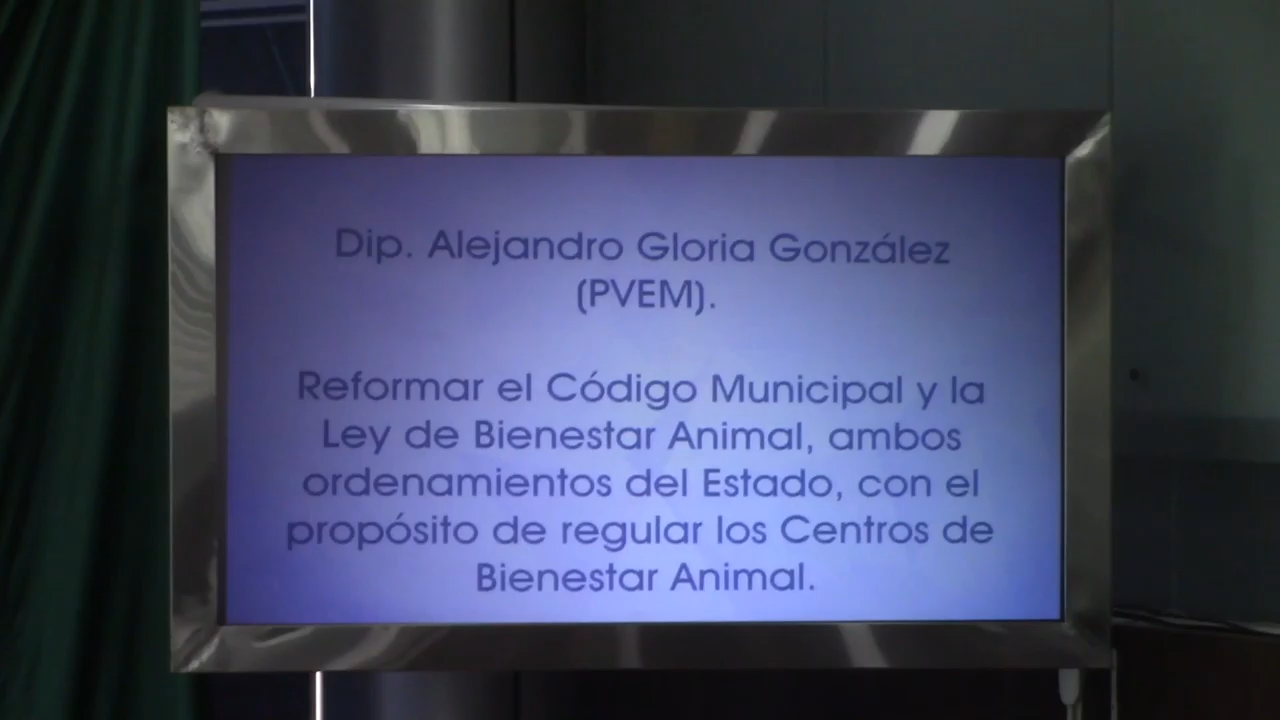 Dip. Alejandro Gloria González
(PVEM).
Reformar el Código Municipal y la
Ley de Bienestar Animal, ambos
ordenamientos del Estado, con el
propósito de regular los Centros de
Bienestar Animal.